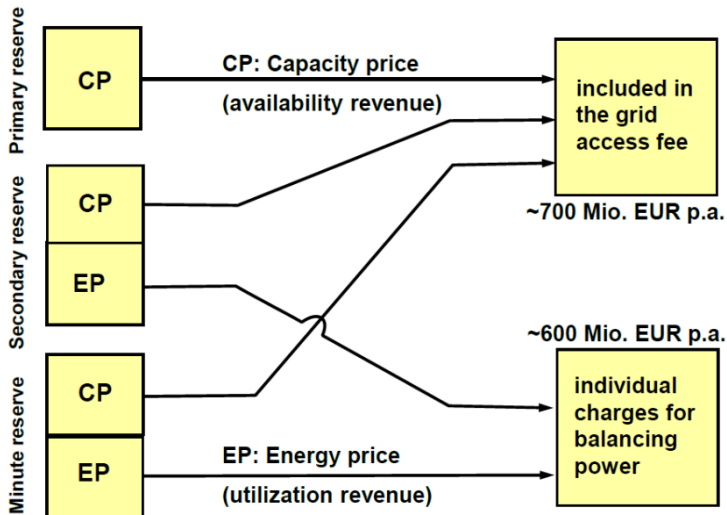 Primary reserve
CP
CP: Capacity price
(availability revenue)
included in
the grid
access fee
~700 Mio. EUR p.a.
Secondary reserve
CP
EP
~600 Mio. EUR p.a.
Minute reserve
CP
EP
EP: Energy price
(utilization revenue)
individual
charges for
balancing
power